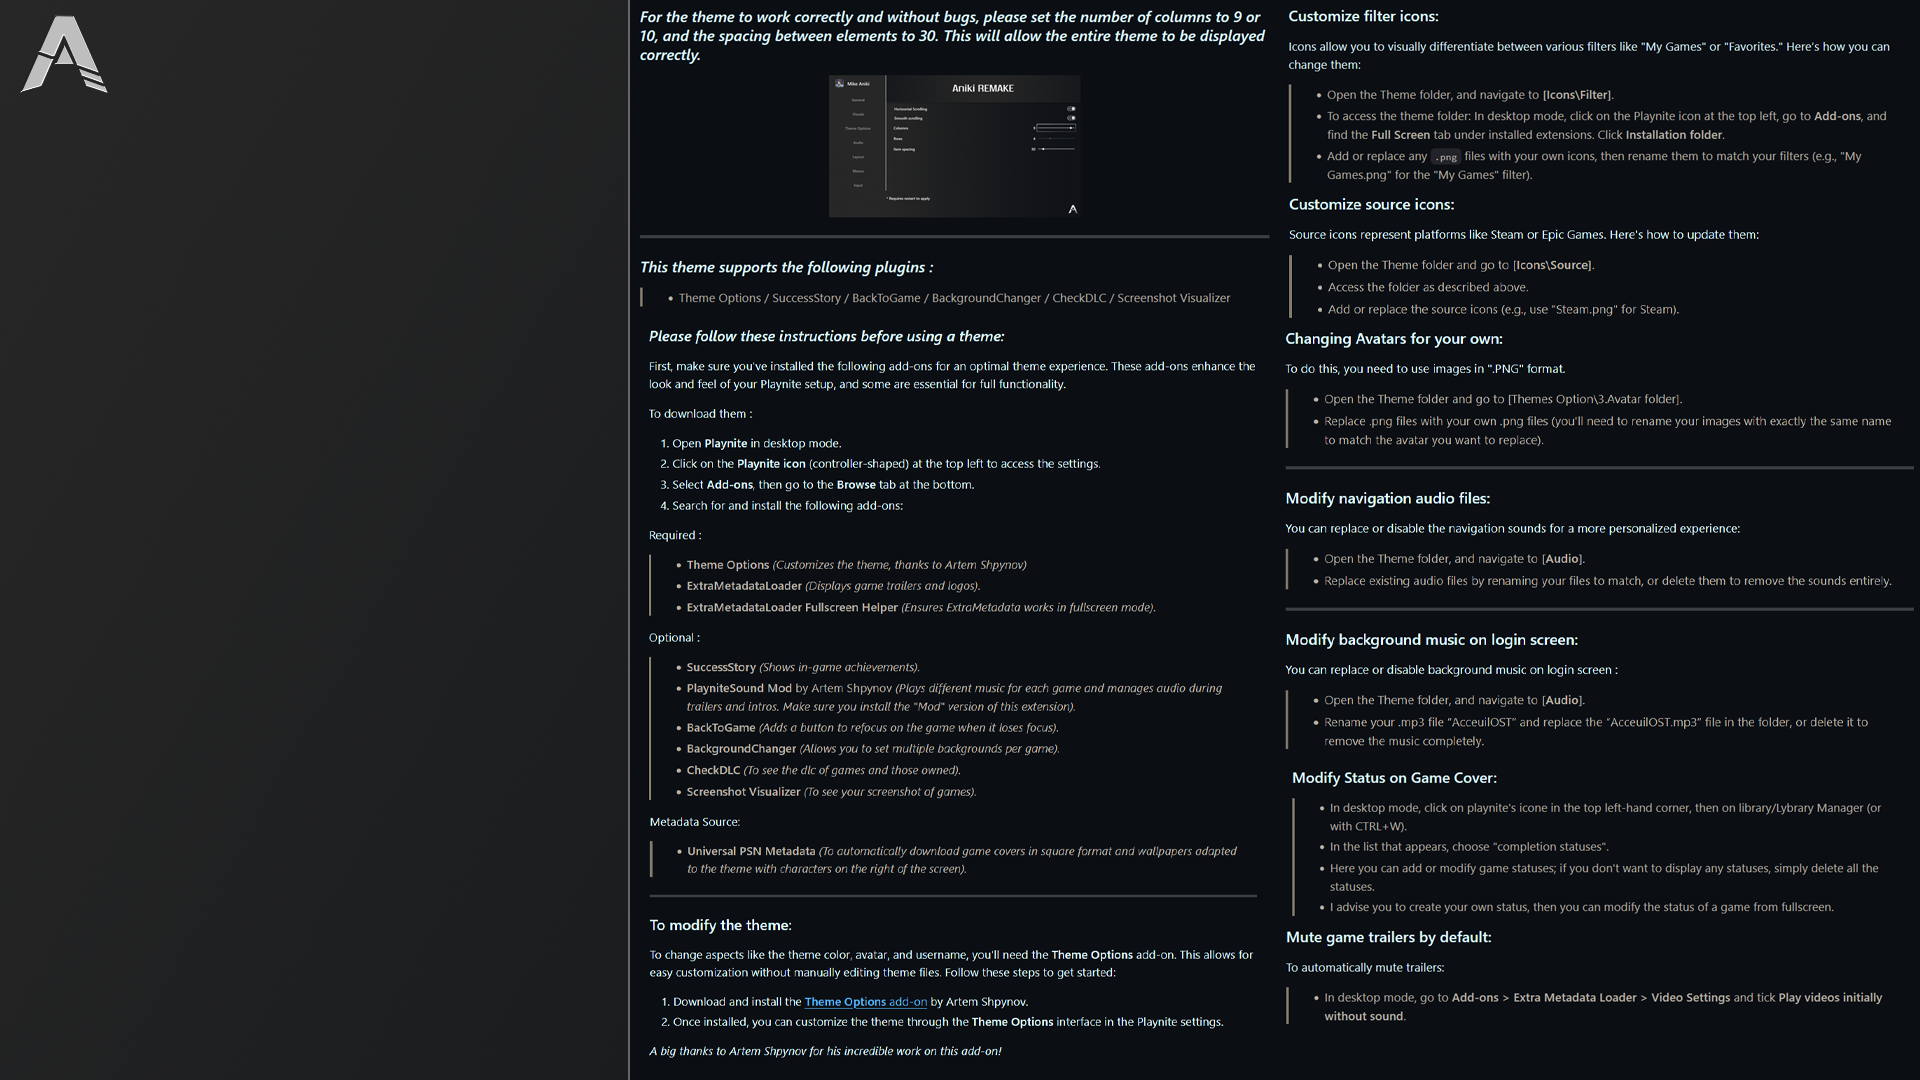 For the theme to work correctly and without bugs, please set the number of columns to 9 or
10, and the spacing between elements to 30. This will allow the entire theme to be displayed
correctly.
Mike Aniki
Aniki REMAKE
General
Visuals
Theme Options
Audio
Layout
Menus
Input
Horizontal Scrolling
Smooth scrolling
Columns
Rows
Item spacing
* Requires restart to apply
This theme supports the following plugins :
• Theme Options / SuccessStory / BackToGame / BackgroundChanger / CheckDLC / Screenshot Visualizer
Please follow these instructions before using a theme:
First, make sure you've installed the following add-ons for an optimal theme experience. These add-ons enhance the
look and feel of your Playnite setup, and some are essential for full functionality.
To download them :
1. Open Playnite in desktop mode.
2. Click on the Playnite icon (controller-shaped) at the top left to access the settings.
3. Select Add-ons, then go to the Browse tab at the bottom.
4. Search for and install the following add-ons:
Required :
• Theme Options (Customizes the theme, thanks to Artem Shpynov)
• ExtraMetadataLoader (Displays game trailers and logos).
• ExtraMetadataLoader Fullscreen Helper (Ensures ExtraMetadata works in fullscreen mode).
Optional :
• SuccessStory (Shows in-game achievements).
• PlayniteSound Mod by Artem Shpynov (Plays different music for each game and manages audio during
trailers and intros. Make sure you install the "Mod" version of this extension).
• BackToGame (Adds a button to refocus on the game when it loses focus).
• BackgroundChanger (Allows you to set multiple backgrounds per game).
• CheckDLC (To see the dlc of games and those owned).
• Screenshot Visualizer (To see your screenshot of games).
Metadata Source:
• Universal PSN Metadata (To automatically download game covers in square format and wallpapers adapted
to the theme with characters on the right of the screen).
To modify the theme:
To change aspects like the theme color, avatar, and username, you'll need the Theme Options add-on. This allows for
easy customization without manually editing theme files. Follow these steps to get started:
1. Download and install the Theme Options add-on by Artem Shpynov.
2. Once installed, you can customize the theme through the Theme Options interface in the Playnite settings.
A big thanks to Artem Shpynov for his incredible work on this add-on!
Customize filter icons:
Icons allow you to visually differentiate between various filters like "My Games" or "Favorites." Here's how you can
change them:
• Open the Theme folder, and navigate to [Icons\Filter].
• To access the theme folder: In desktop mode, click on the Playnite icon at the top left, go to Add-ons, and
find the Full Screen tab under installed extensions. Click Installation folder.
• Add or replace any .png files with your own icons, then rename them to match your filters (e.g., "My
Games.png" for the "My Games" filter).
Customize source icons:
Source icons represent platforms like Steam or Epic Games. Here's how to update them:
• Open the Theme folder and go to [Icons\Source].
• Access the folder as described above.
• Add or replace the source icons (e.g., use "Steam.png" for Steam).
Changing Avatars for your own:
To do this, you need to use images in ".PNG" format.
• Open the Theme folder and go to [Themes Option\3.Avatar folder].
• Replace .png files with your own .png files (you'll need to rename your images with exactly the same name
to match the avatar you want to replace).
Modify navigation audio files:
You can replace or disable the navigation sounds for a more personalized experience:
• Open the Theme folder, and navigate to [Audio].
• Replace existing audio files by renaming your files to match, or delete them to remove the sounds entirely.
Modify background music on login screen:
You can replace or disable background music on login screen :
• Open the Theme folder, and navigate to [Audio].
• Rename your .mp3 file "AcceuilOST" and replace the "AcceuilOST.mp3" file in the folder, or delete it to
remove the music completely.
Modify Status on Game Cover:
• In desktop mode, click on playnite's icone in the top left-hand corner, then on library/Lybrary Manager (or
with CTRL+W).
• In the list that appears, choose "completion statuses".
• Here you can add or modify game statuses; if you don't want to display any statuses, simply delete all the
statuses.
• I advise you to create your own status, then you can modify the status of a game from fullscreen.
Mute game trailers by default:
To automatically mute trailers:
• In desktop mode, go to Add-ons > Extra Metadata Loader > Video Settings and tick Play videos initially
without sound.